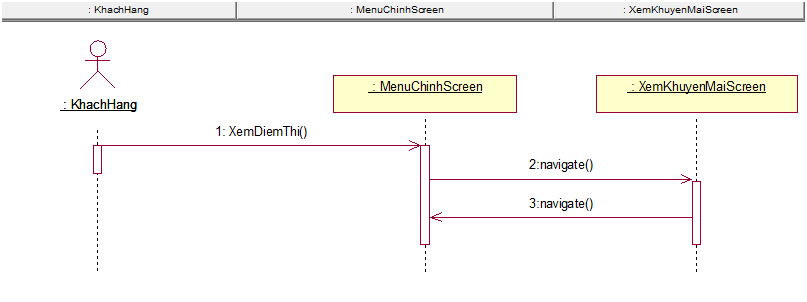 : KhachHang
: MenuChinhScreen
: XemKhuyenMaiScreen
: KhachHang
: MenuChinhScreen
: XemKhuyenMaiScreen
1: XemDiemThi()
2:navigate()
3:navigate()